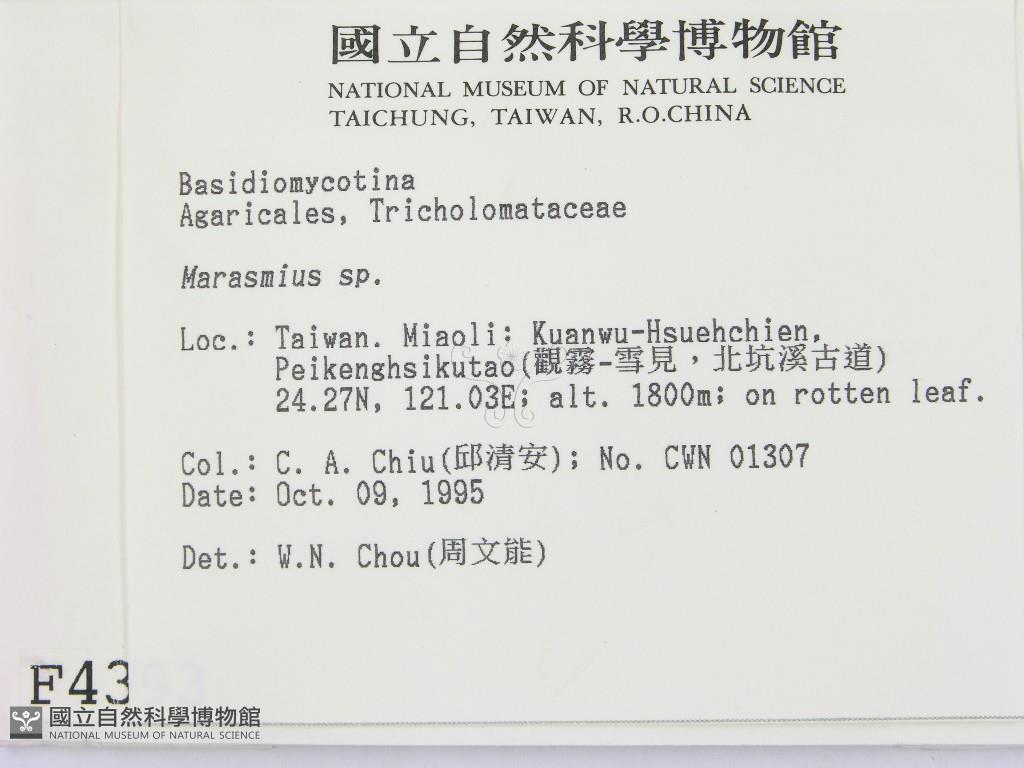 國立自然科學博物館
NATIONAL MUSEUM OF NATURAL SCIENCE
TAICHUNG, TAIWAN, R.O.CHINA
Basidiomycotina
Agaricales, Tricholomataceae
Marasmius sp.
Loc.: Taiwan. Miaoli: Kuanwu-Hsuehchien,
Peikenghsikutao(觀霧-雪見，北坑溪古道)
24.27N, 121.03E; alt. 1800m; on rotten leaf.
Col.: C. A. Chiu(邱清安); No. CWN 01307
Date: Oct. 09, 1995
Det.: W.N. Chou(周文能)
F43
國立自然科學博物館
NATIONAL MUSEUM OF NATURAL SCIENCE